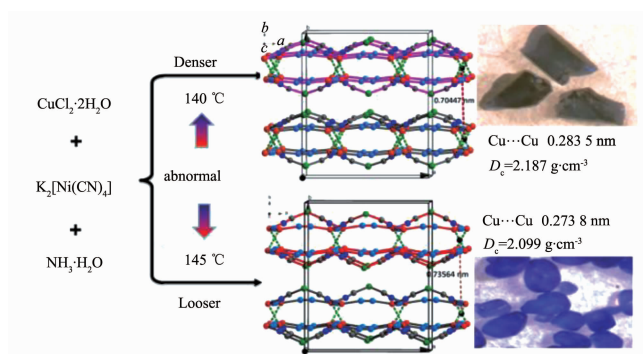 CuCl₂·2H₂O
+
K₂[Ni(CN)₄]
+
NH₃·H₂O
Denser
140 ℃
abnormal
145 ℃
Looser
b
c a
0.70447 nm
0.73564 nm
Cu···Cu 0.283 5 nm
Dc=2.187 g·cm⁻³
Cu···Cu 0.273 8 nm
Dc=2.099 g·cm⁻³